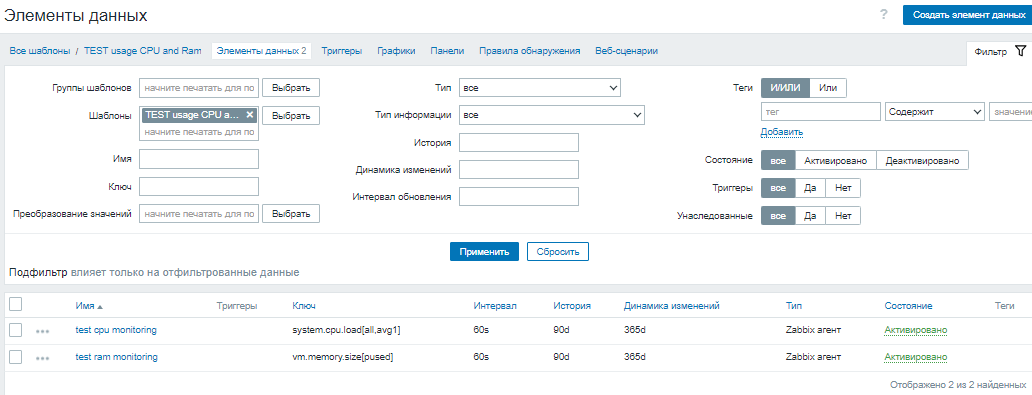 Элементы данных
? Создать элемент данных
Все шаблоны / TEST usage CPU and Ram Элементы данных 2 Триггеры Графики Панели Правила обнаружения Веб-сценарии Фильтр
Группы шаблонов начните печатать для по Выбрать Тип все Теги И/ИЛИ Или
Шаблоны TEST usage CPU a... × Выбрать Тип информации все тег Содержит значение
начните печатать для по
История Добавить
Имя Динамика изменений Состояние все Активировано Деактивировано
Ключ Интервал обновления Триггеры все Да Нет
Преобразование значений начните печатать для по Выбрать Унаследованные все Да Нет
Применить Сбросить
Подфильтр влияет только на отфильтрованные данные
Имя Триггеры Ключ Интервал История Динамика изменений Тип Состояние Теги
test cpu monitoring system.cpu.load[all,avg1] 60s 90d 365d Zabbix агент Активировано
test ram monitoring vm.memory.size[pused] 60s 90d 365d Zabbix агент Активировано
Отображено 2 из 2 найденных